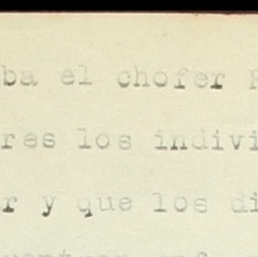 ba el chofer
res los indivi
r y que los di